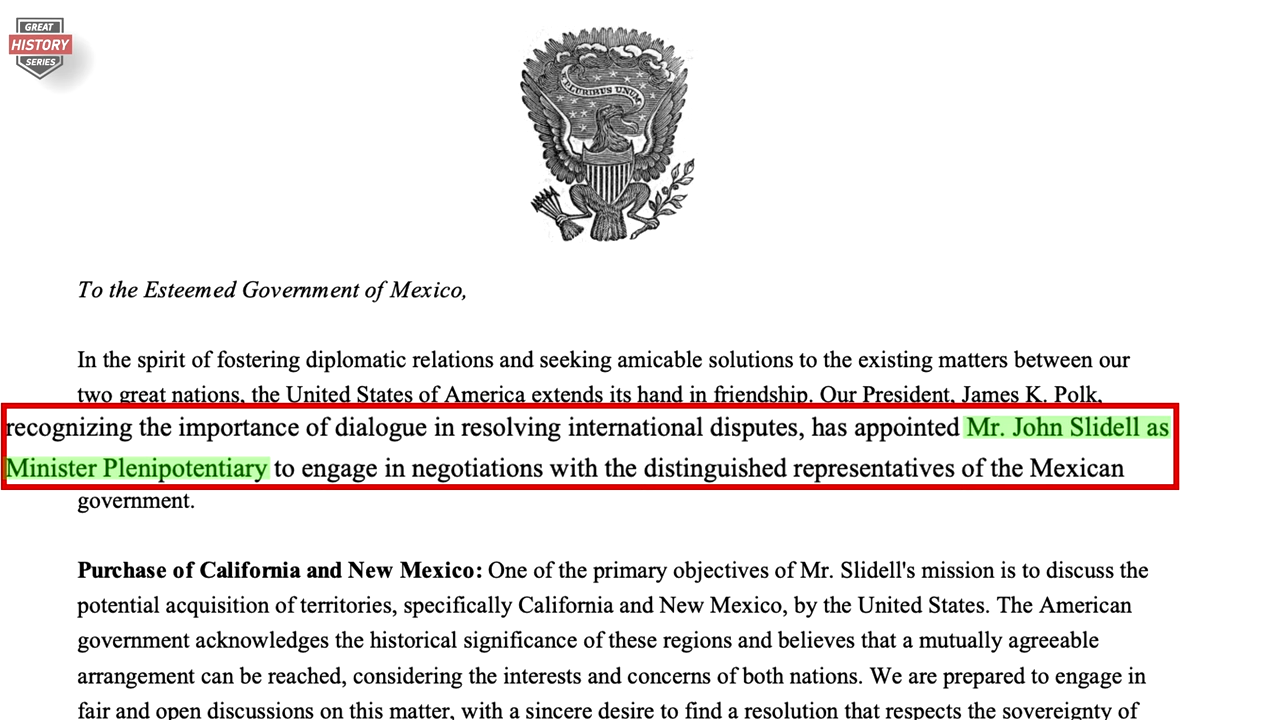 GREAT
HISTORY
SERIES
E PLURIBUS UNUM
To the Esteemed Government of Mexico,
In the spirit of fostering diplomatic relations and seeking amicable solutions to the existing matters between our
two great nations, the United States of America extends its hand in friendship. Our President, James K. Polk,
recognizing the importance of dialogue in resolving international disputes, has appointed Mr. John Slidell as
Minister Plenipotentiary to engage in negotiations with the distinguished representatives of the Mexican
government.
Purchase of California and New Mexico: One of the primary objectives of Mr. Slidell's mission is to discuss the
potential acquisition of territories, specifically California and New Mexico, by the United States. The American
government acknowledges the historical significance of these regions and believes that a mutually agreeable
arrangement can be reached, considering the interests and concerns of both nations. We are prepared to engage in
fair and open discussions on this matter, with a sincere desire to find a resolution that respects the sovereignty of